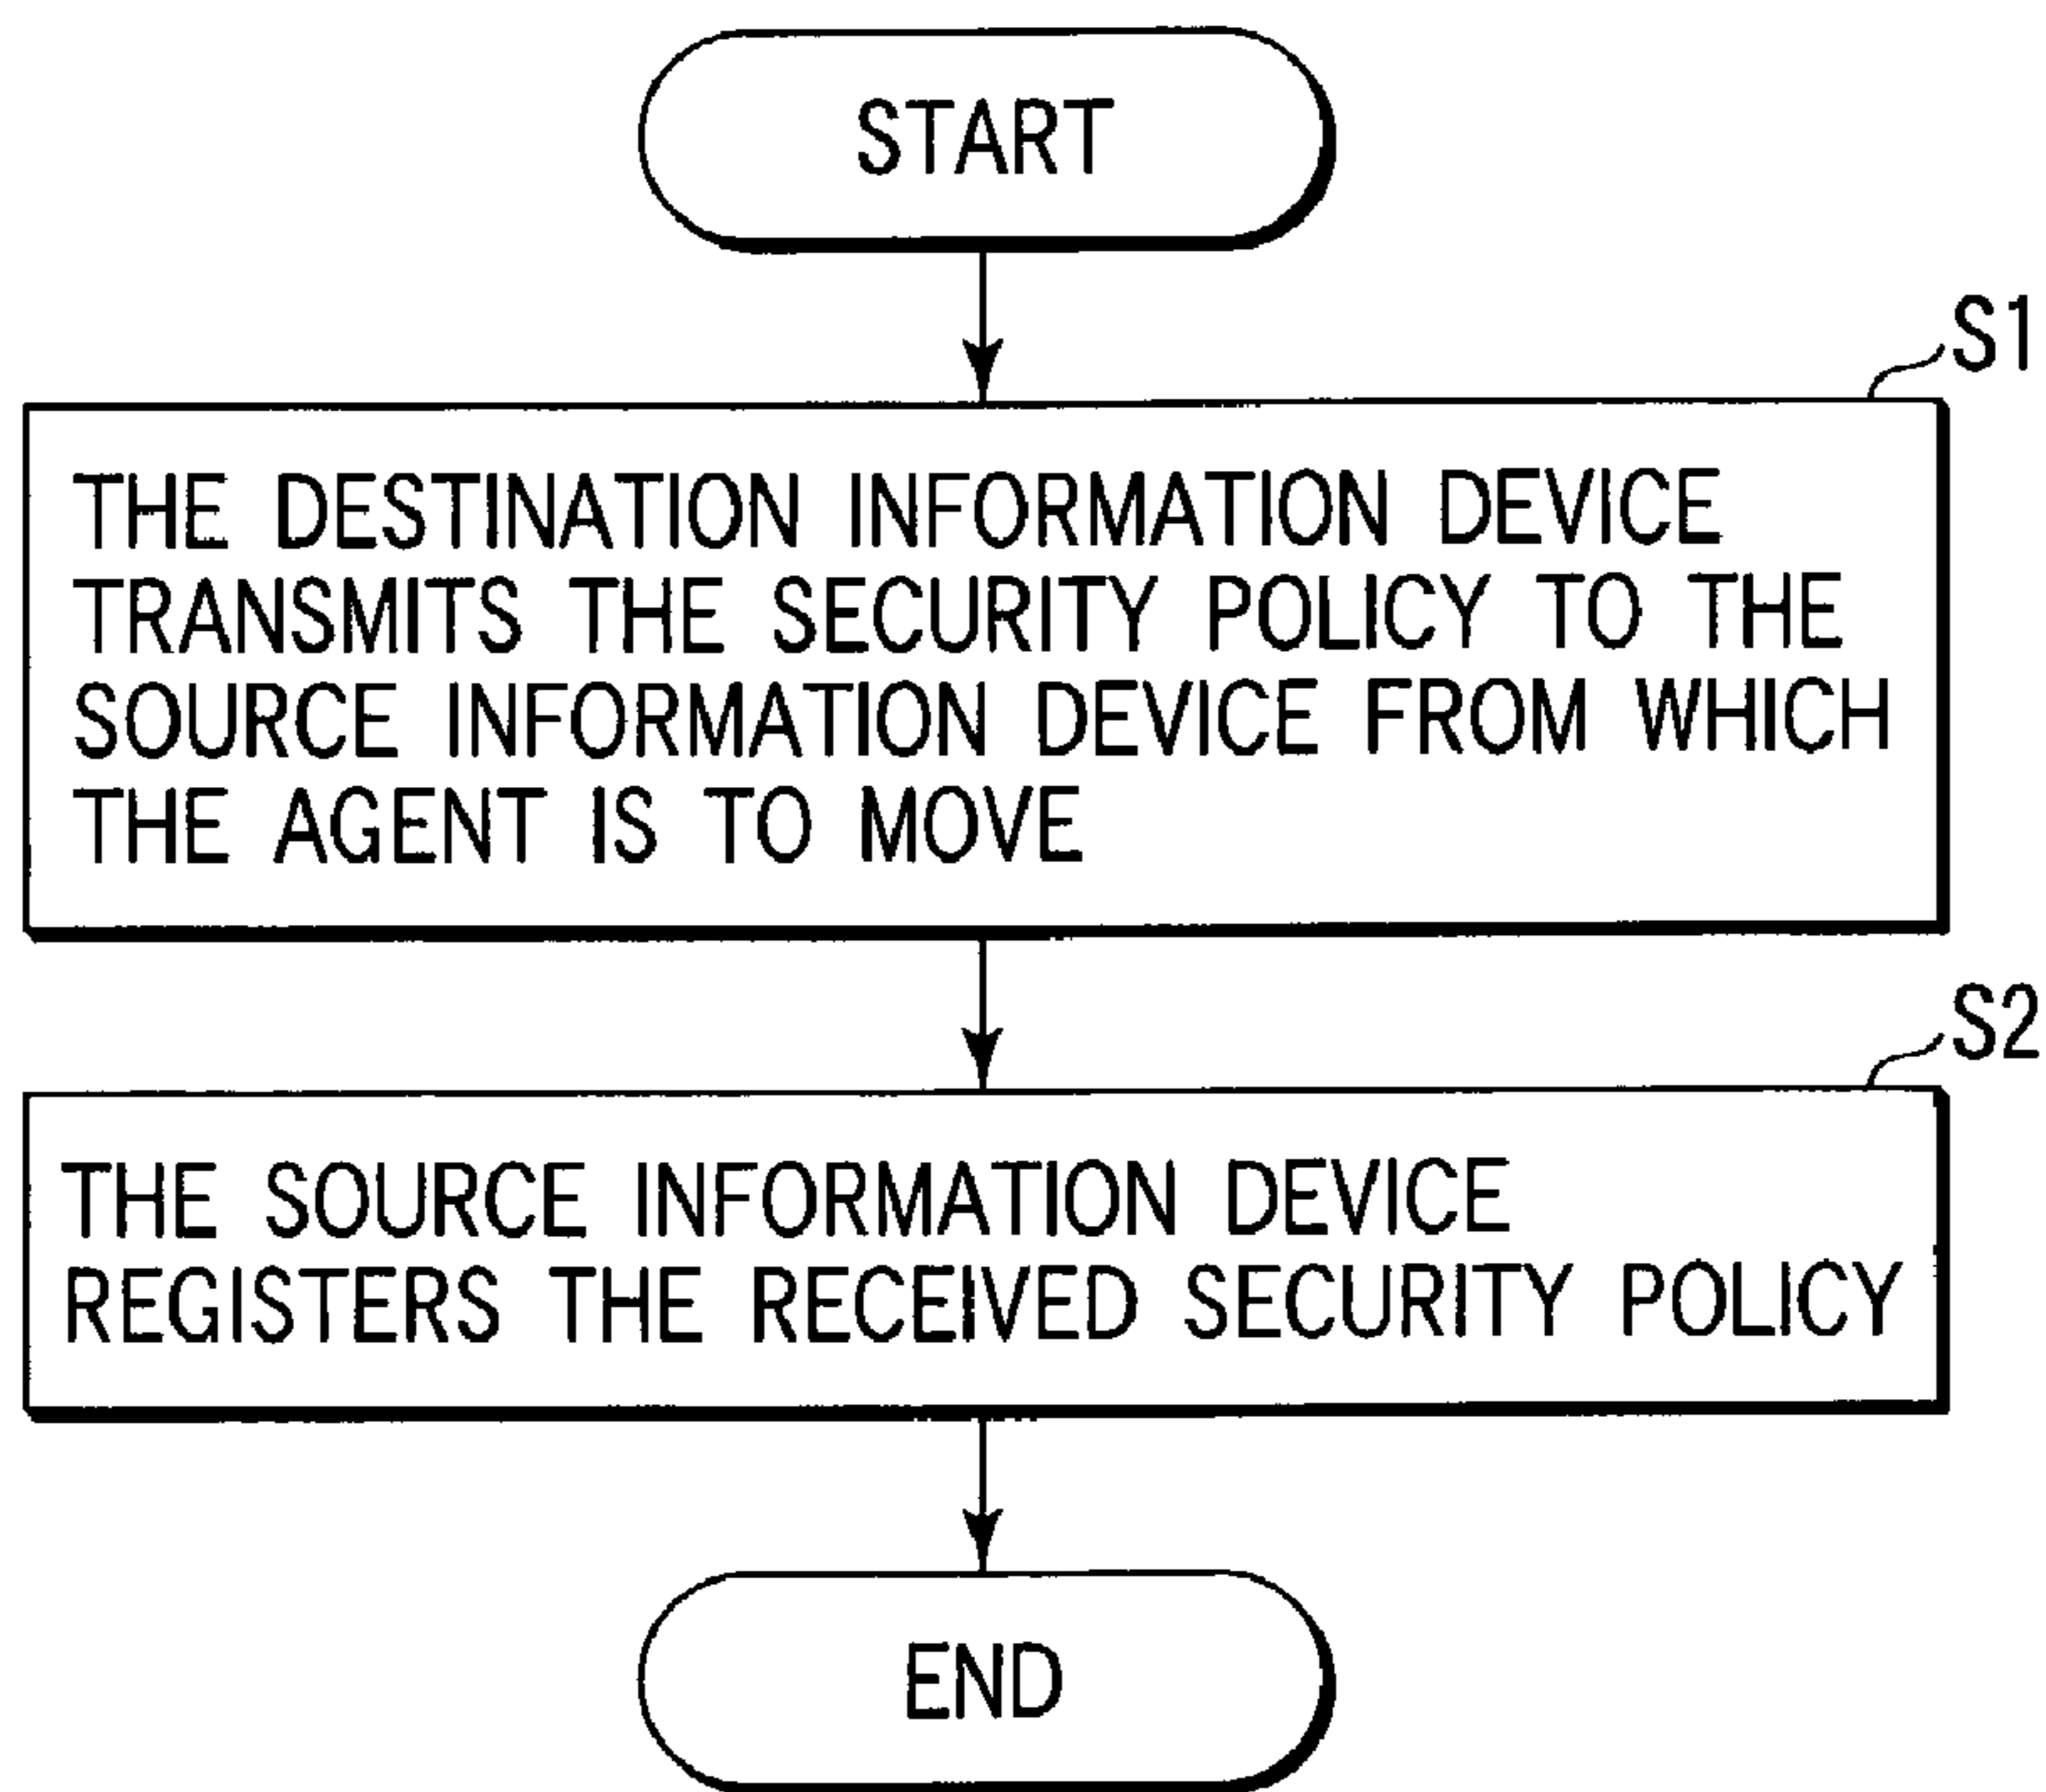 START
S1
THE DESTINATION INFORMATION DEVICE
TRANSMITS THE SECURITY POLICY TO THE
SOURCE INFORMATION DEVICE FROM WHICH
THE AGENT IS TO MOVE
S2
THE SOURCE INFORMATION DEVICE
REGISTERS THE RECEIVED SECURITY POLICY
END